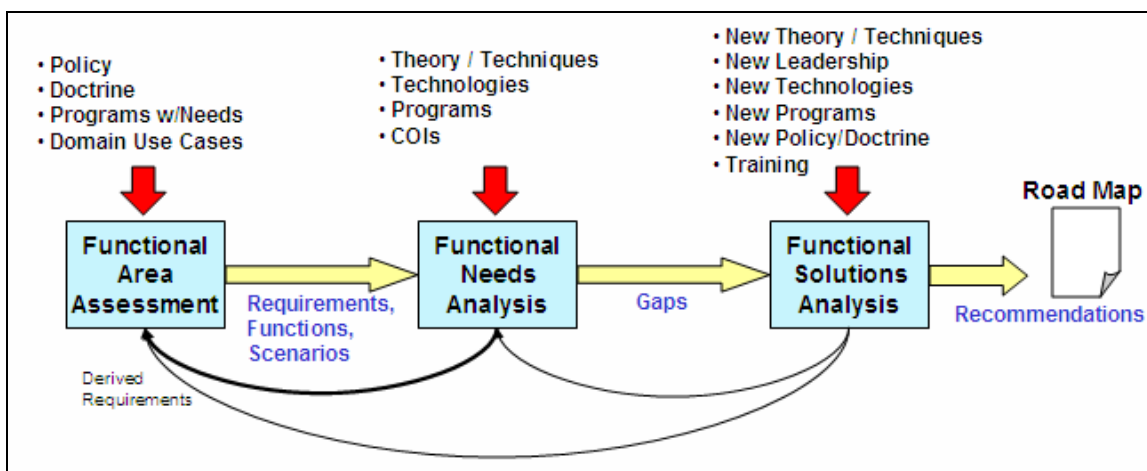 • Policy
• Doctrine
• Programs w/Needs
• Domain Use Cases
• Theory / Techniques
• Technologies
• Programs
• COIs
• New Theory / Techniques
• New Leadership
• New Technologies
• New Programs
• New Policy/Doctrine
• Training
Road Map
Functional
Area
Assessment
Requirements,
Functions,
Scenarios
Functional
Needs
Analysis
Gaps
Functional
Solutions
Analysis
Recommendations
Derived
Requirements